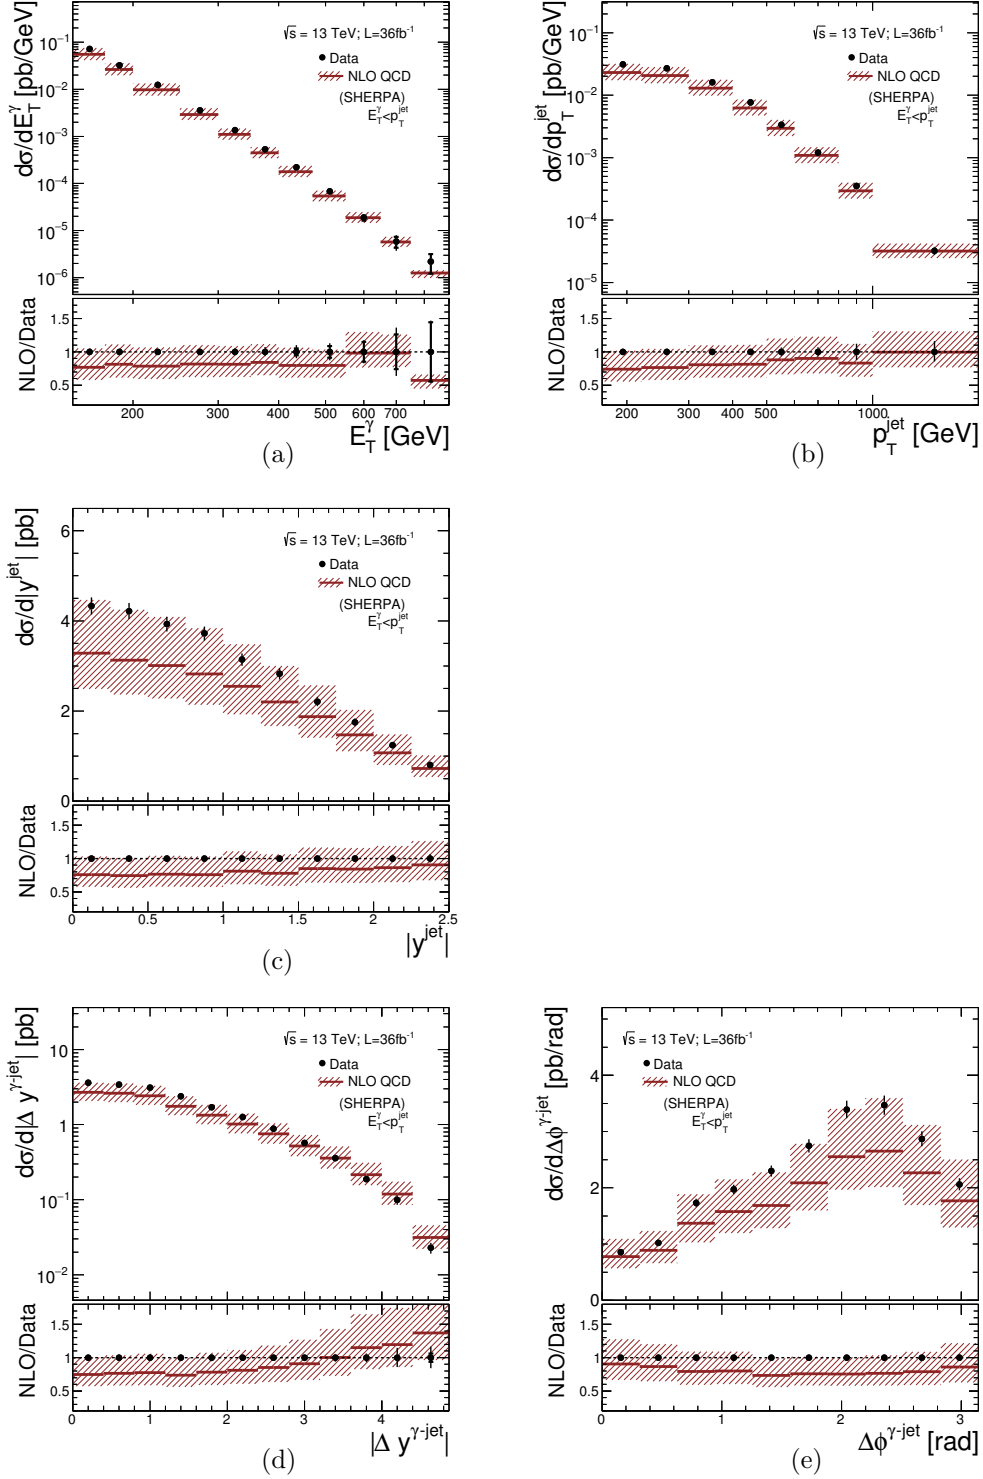 dσ/dE_T^γ [pb/GeV]
10⁻¹
10⁻²
10⁻³
10⁻⁴
10⁻⁵
10⁻⁶
√s = 13 TeV; L=36fb⁻¹
Data
NLO QCD
(SHERPA)
E_T^γ<p_T^jet
NLO/Data
1.5
1
0.5
200 300 400 500 600 700
E_T^γ [GeV]
(a)
dσ/dp_T^jet [pb/GeV]
10⁻¹
10⁻²
10⁻³
10⁻⁴
10⁻⁵
√s = 13 TeV; L=36fb⁻¹
Data
NLO QCD
(SHERPA)
E_T^γ<p_T^jet
NLO/Data
1.5
1
0.5
200 300 400 500 1000
p_T^jet [GeV]
(b)
dσ/d|y^jet| [pb]
6
4
2
0
√s = 13 TeV; L=36fb⁻¹
Data
NLO QCD
(SHERPA)
E_T^γ<p_T^jet
NLO/Data
1.5
1
0.5
0 0.5 1 1.5 2 2.5
|y^jet|
(c)
dσ/d|Δ y^γ-jet| [pb]
10
1
10⁻¹
10⁻²
√s = 13 TeV; L=36fb⁻¹
Data
NLO QCD
(SHERPA)
E_T^γ<p_T^jet
NLO/Data
1.5
1
0.5
0 1 2 3 4
|Δ y^γ-jet|
(d)
dσ/dΔϕ^γ-jet [pb/rad]
4
2
0
√s = 13 TeV; L=36fb⁻¹
Data
NLO QCD
(SHERPA)
E_T^γ<p_T^jet
NLO/Data
1.5
1
0.5
0 1 2 3
Δϕ^γ-jet [rad]
(e)